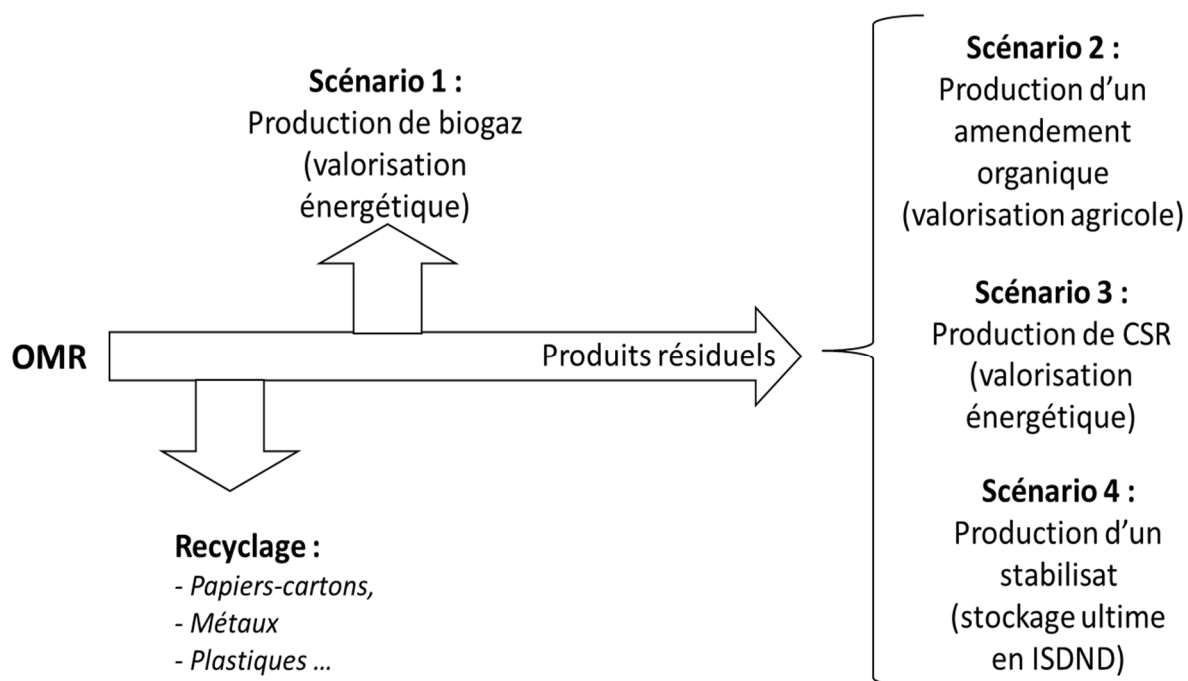 Scénario 1 :
Production de biogaz
(valorisation
énergétique)
OMR
Produits résiduels
Recyclage :
- Papiers-cartons,
- Métaux
- Plastiques ...
Scénario 2 :
Production d’un
amendement
organique
(valorisation agricole)
Scénario 3 :
Production de CSR
(valorisation
énergétique)
Scénario 4 :
Production d’un
stabilisat
(stockage ultime
en ISDND)